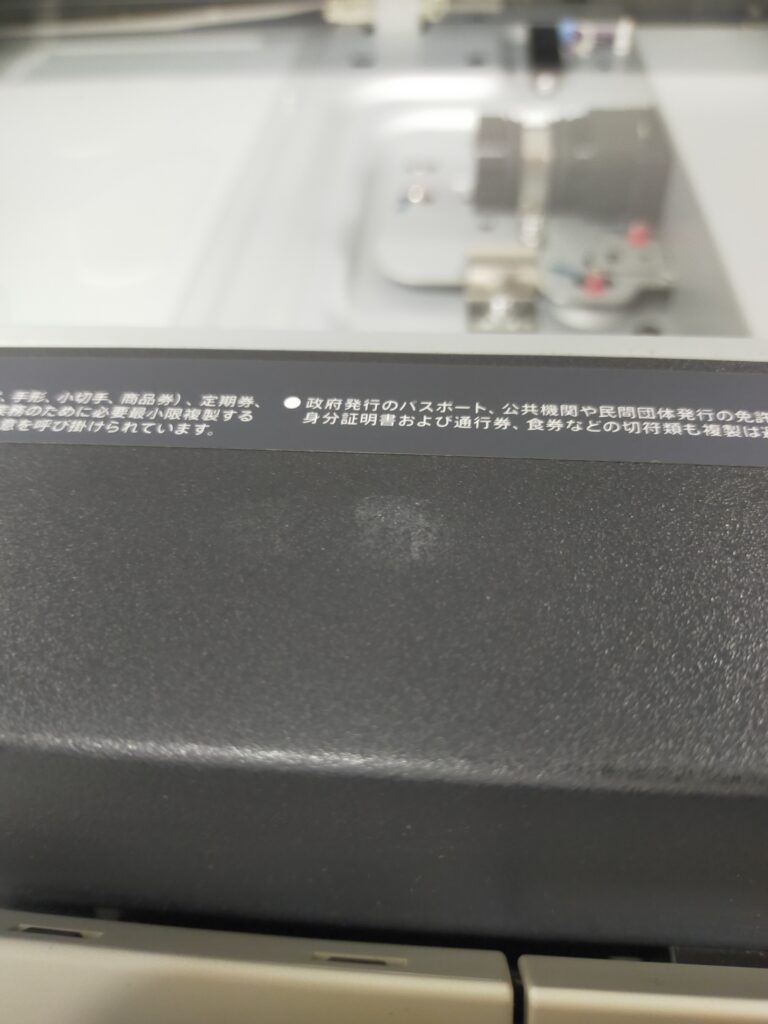 手形、小切手、商品券）、定期券、
務のために必要最小限複製する
意を呼び掛けられています。
●政府発行のパスポート、公共機関や民間団体発行の免許
身分証明書および通行券、食券などの切符類も複製は